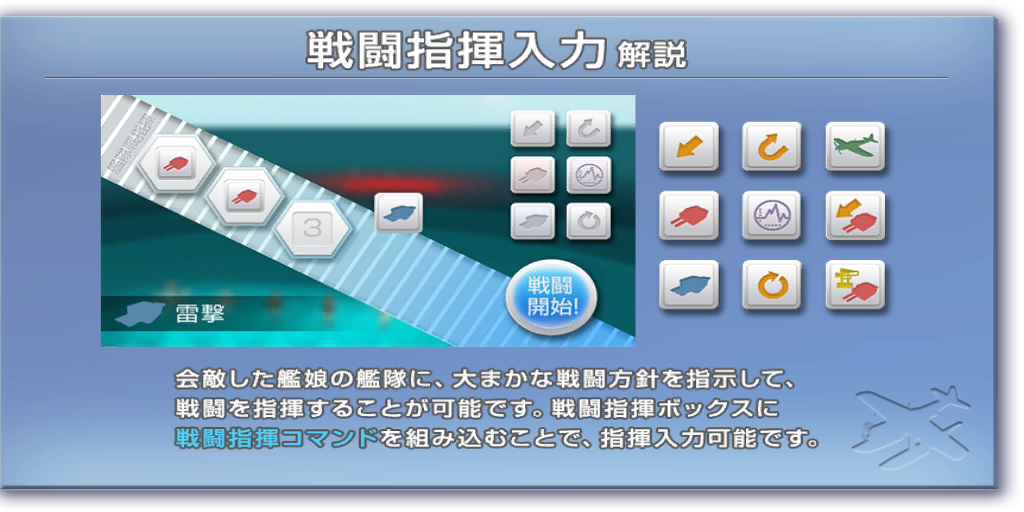 戦闘指揮入力 解説
3
雷撃
戦闘
開始!
会敵した艦娘の艦隊に、大まかな戦闘方針を指示して、
戦闘を指揮することが可能です。戦闘指揮ボックスに
戦闘指揮コマンドを組み込むことで、指揮入力可能です。